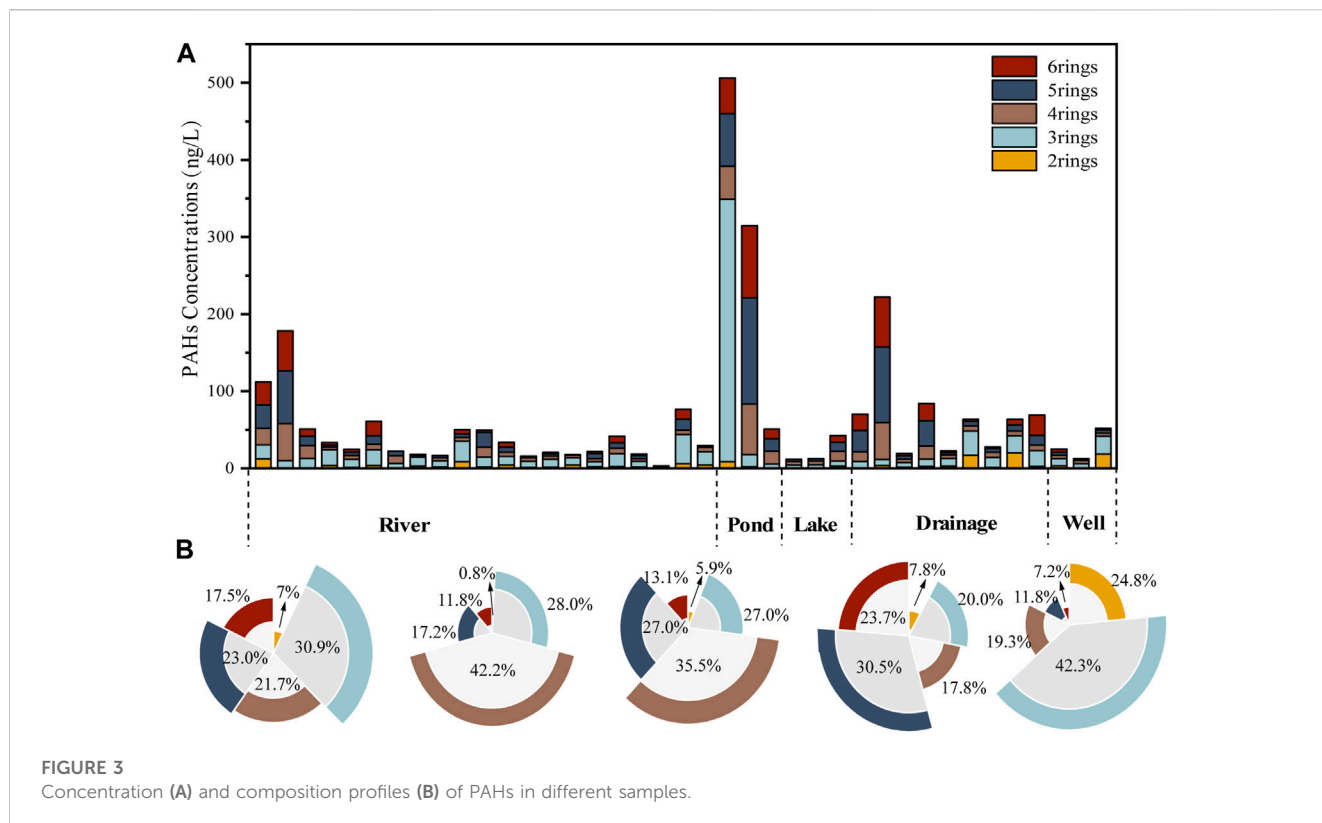 A
PAHs Concentrations (ng/L)
500
400
300
200
100
0
6rings
5rings
4rings
3rings
2rings
River
Pond
Lake
Drainage
Well
B
17.5%
7%
30.9%
23.0%
21.7%
0.8%
11.8%
28.0%
17.2%
42.2%
13.1%
5.9%
27.0%
27.0%
35.5%
7.8%
23.7%
20.0%
30.5%
17.8%
7.2%
11.8%
24.8%
19.3%
42.3%
FIGURE 3
Concentration (A) and composition profiles (B) of PAHs in different samples.